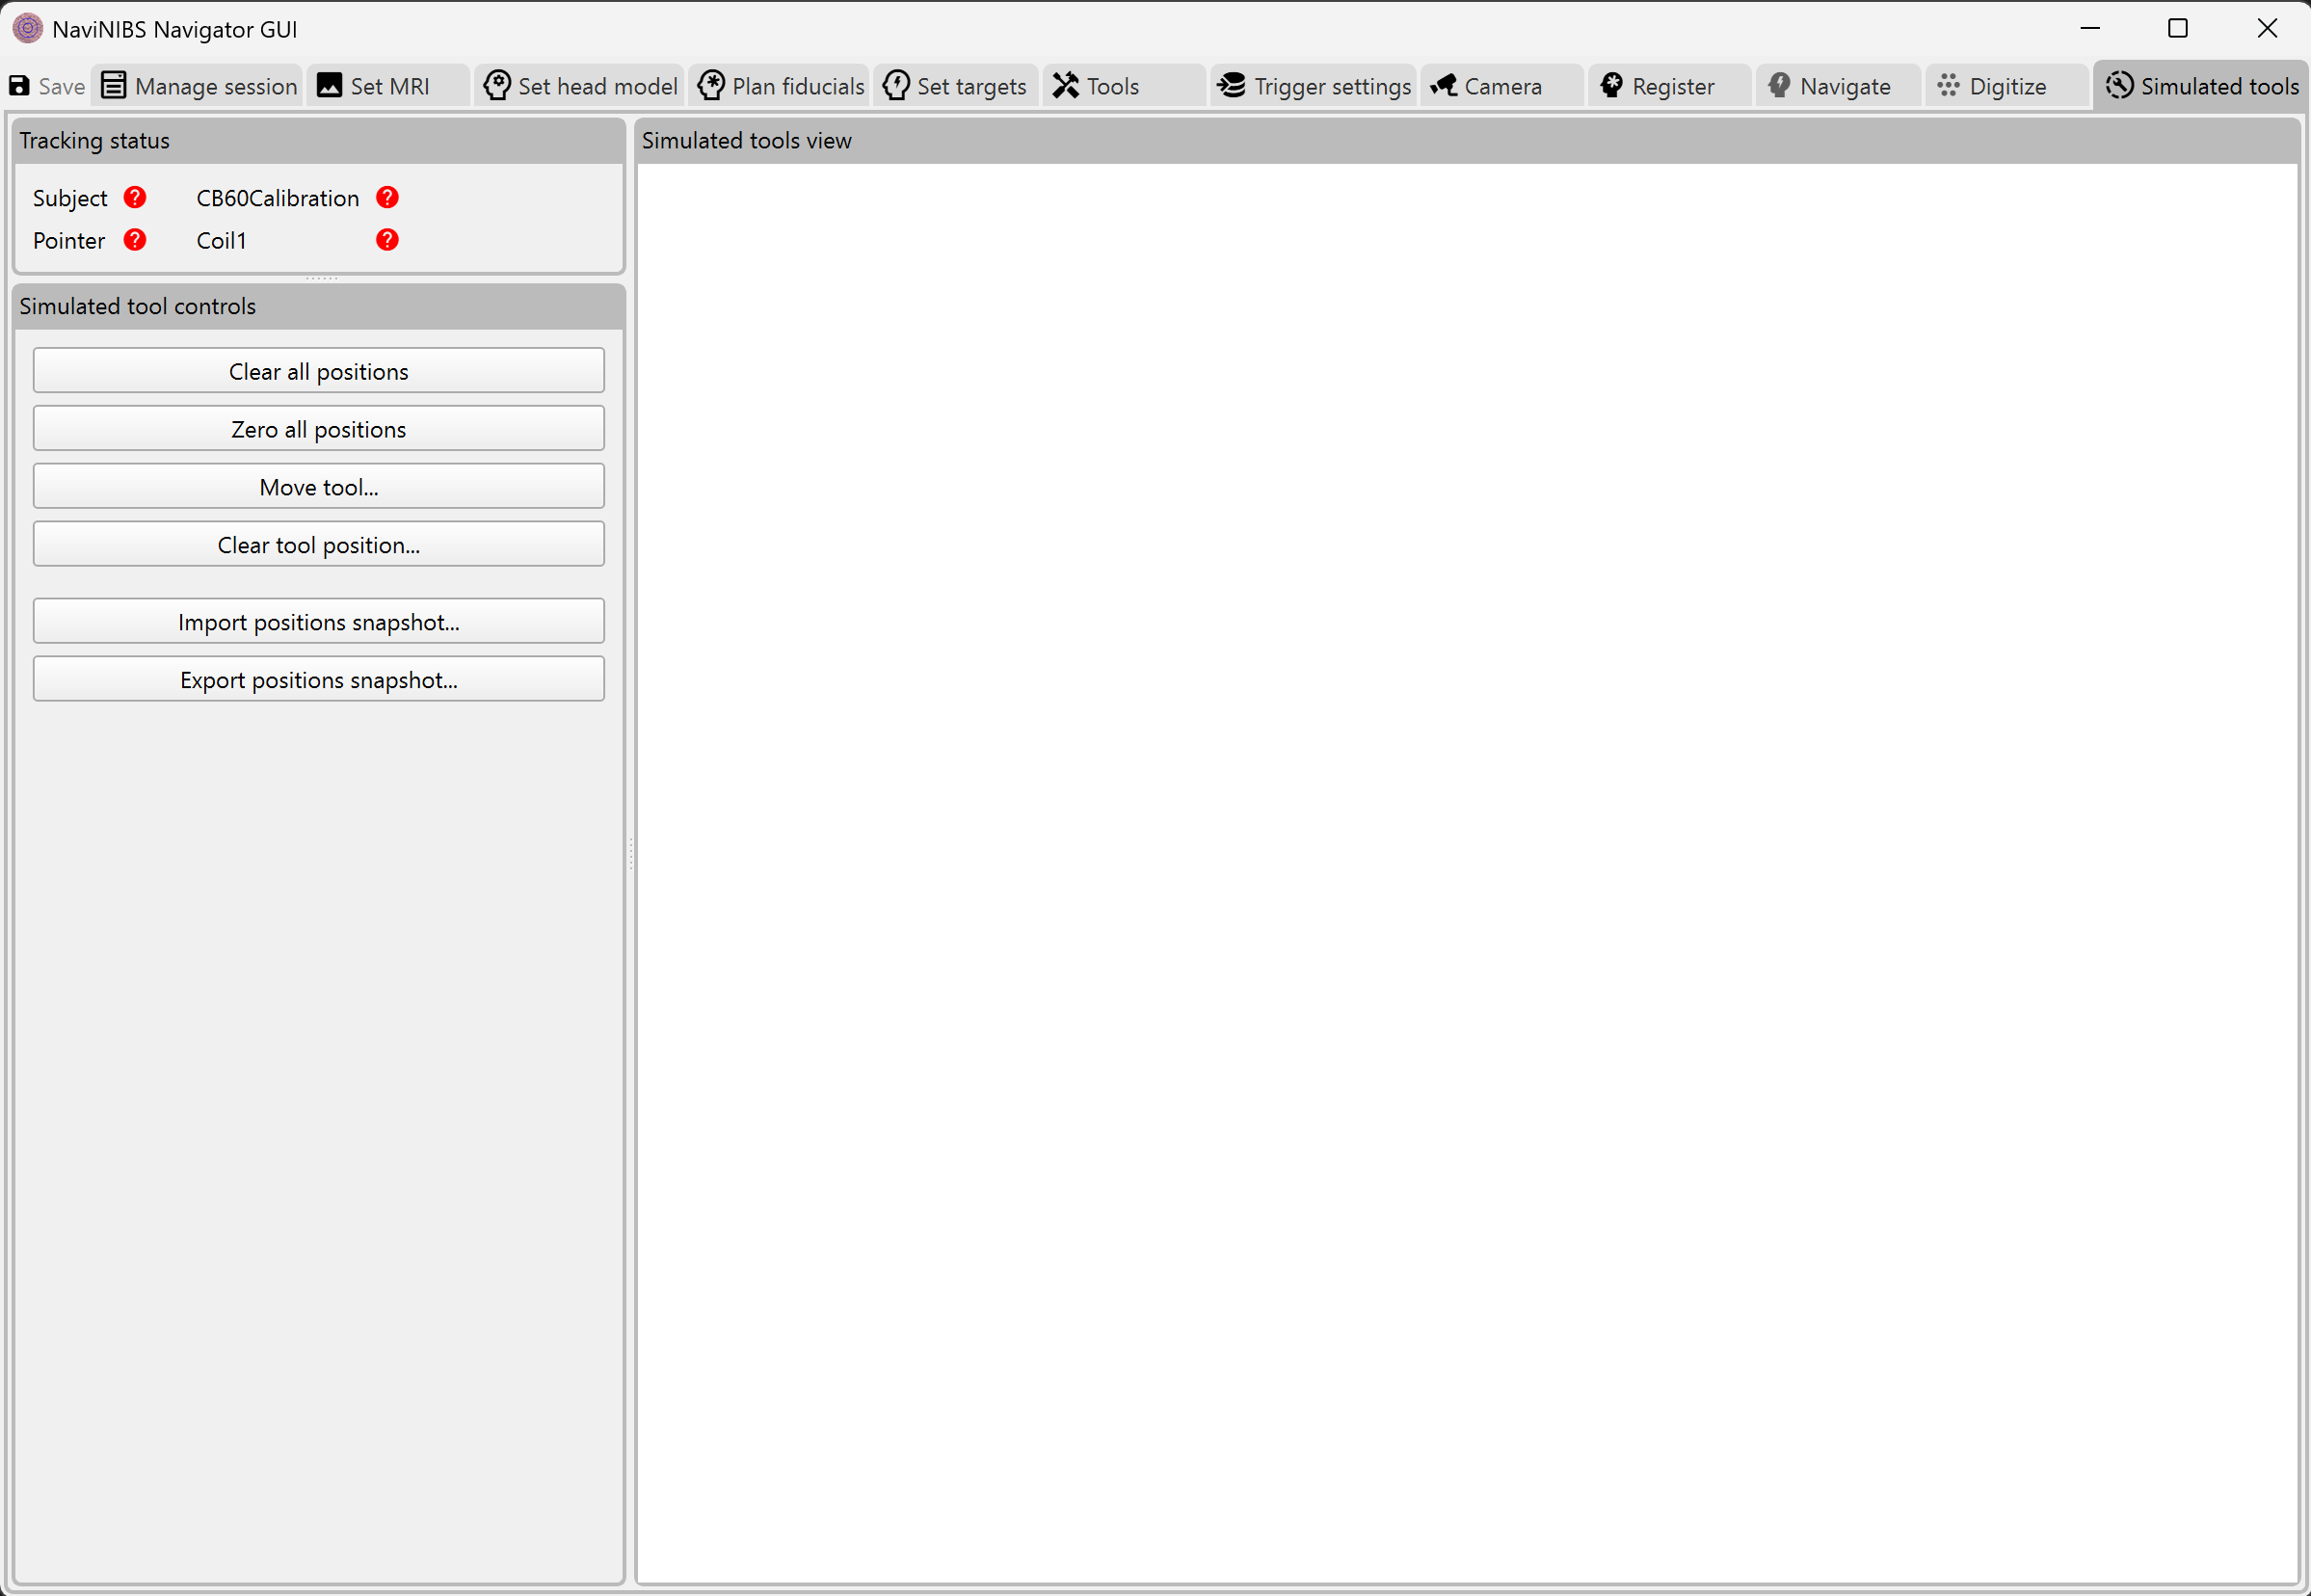 NaviNIBS Navigator GUI
Save Manage session Set MRI Set head model Plan fiducials Set targets Tools Trigger settings Camera Register Navigate Digitize Simulated tools
Tracking status
Subject ? CB60Calibration ?
Pointer ? Coil1 ?
Simulated tool controls
Clear all positions
Zero all positions
Move tool...
Clear tool position...
Import positions snapshot...
Export positions snapshot...
Simulated tools view